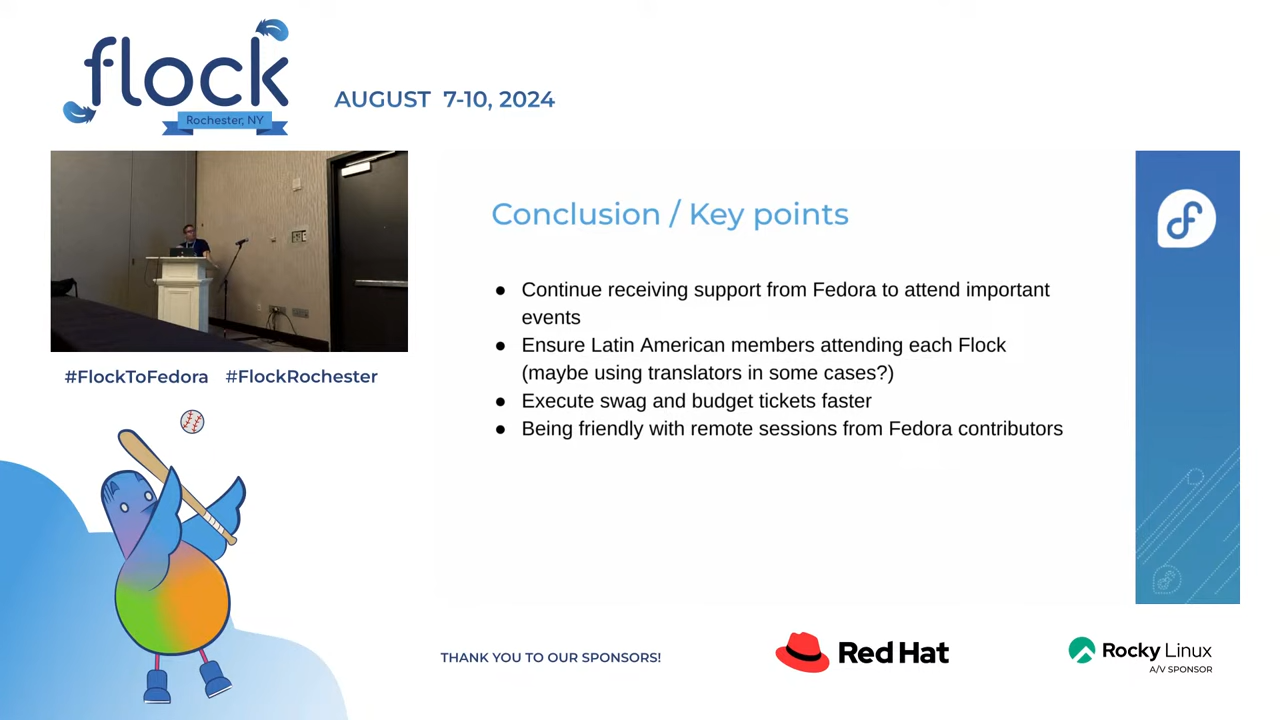 flock
Rochester, NY
AUGUST 7-10, 2024
#FlockToFedora #FlockRochester
Conclusion / Key points
● Continue receiving support from Fedora to attend important
events
● Ensure Latin American members attending each Flock
(maybe using translators in some cases?)
● Execute swag and budget tickets faster
● Being friendly with remote sessions from Fedora contributors
THANK YOU TO OUR SPONSORS!
Red Hat
Rocky Linux
A/V SPONSOR